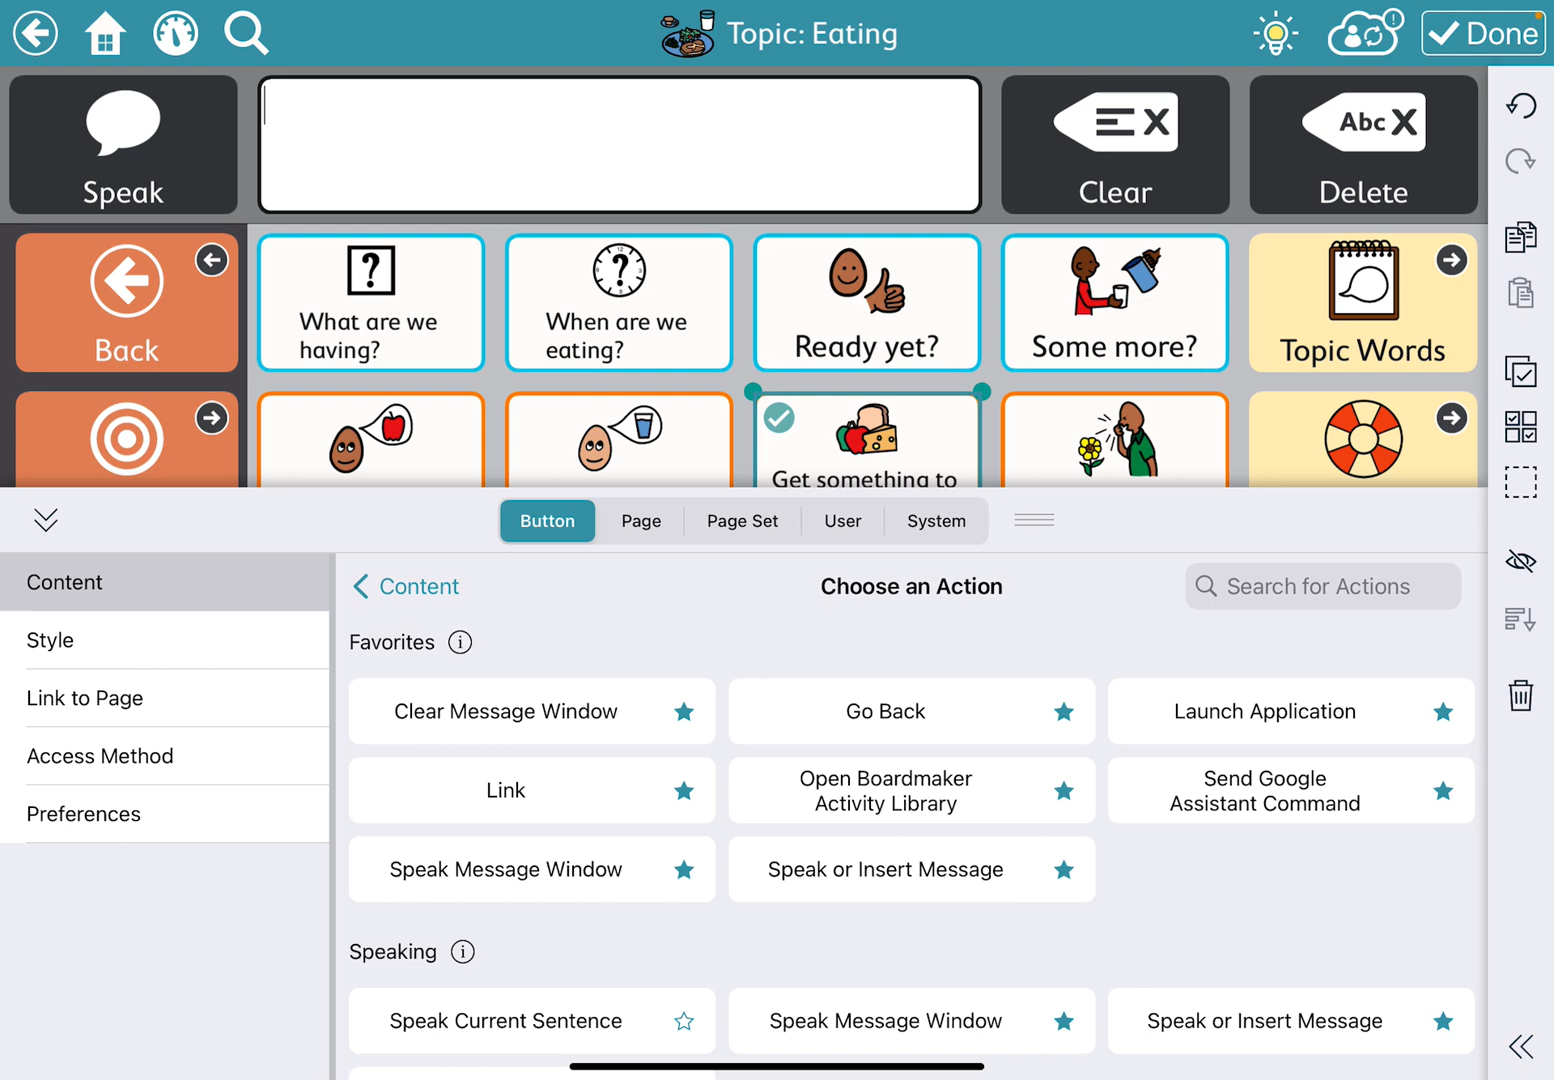 Topic: Eating
Done
Speak
Clear
Abc X
Delete
Back
What are we
having?
When are we
eating?
Ready yet?
Some more?
Topic Words
Get something to
Button
Page
Page Set
User
System
Content
Style
Link to Page
Access Method
Preferences
Content
Choose an Action
Search for Actions
Favorites
Clear Message Window
Go Back
Launch Application
Link
Open Boardmaker
Activity Library
Send Google
Assistant Command
Speak Message Window
Speak or Insert Message
Speaking
Speak Current Sentence
Speak Message Window
Speak or Insert Message